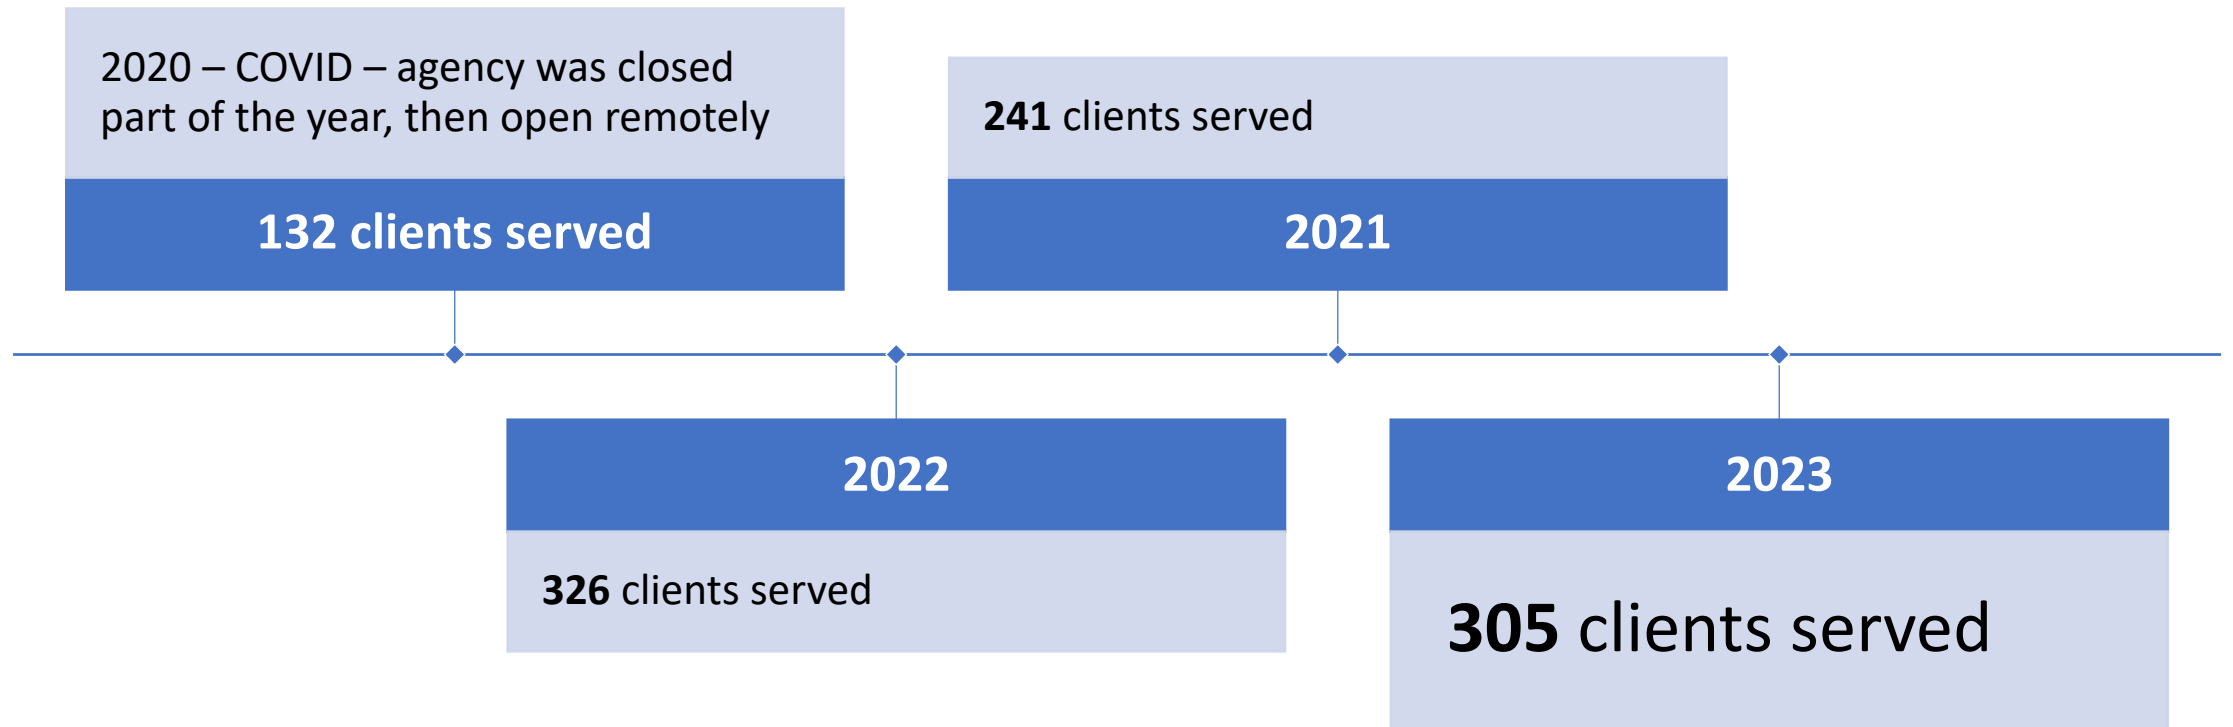 2020 – COVID – agency was closed
part of the year, then open remotely
132 clients served
241 clients served
2021
2022
326 clients served
2023
305 clients served